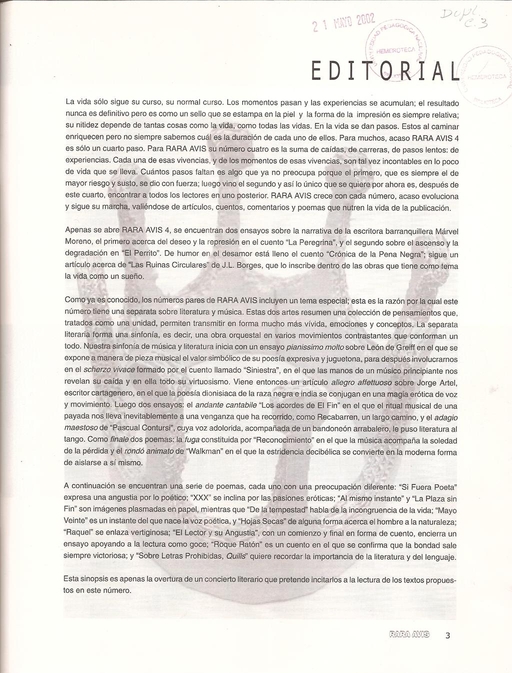 21 MAYO 2002
Dupl.
C.3
HEMEROTECA
HEMEROTECA
EDITORIAL
La vida sólo sigue su curso, su normal curso. Los momentos pasan y las experiencias se acumulan; el resultado
nunca es definitivo pero es como un sello que se estampa en la piel y la forma de la impresión es siempre relativa;
su nitidez depende de tantas cosas como la vida, como todas las vidas. En la vida se dan pasos. Estos al caminar
enriquecen pero no siempre sabemos cuál es la duración de cada uno de ellos. Para muchos, acaso RARA AVIS 4
es sólo un cuarto paso. Para RARA AVIS su número cuatro es la suma de caídas, de carreras, de pasos lentos: de
experiencias. Cada una de esas vivencias, y de los momentos de esas vivencias, son tal vez incontables en lo poco
de vida que se lleva. Cuántos pasos faltan es algo que ya no preocupa porque el primero, que es siempre el de
mayor riesgo y susto, se dio con fuerza; luego vino el segundo y así lo único que se quiere por ahora es, después de
este cuarto, encontrar a todos los lectores en uno posterior. RARA AVIS crece con cada número, acaso evoluciona
y sigue su marcha, valiéndose de artículos, cuentos, comentarios y poemas que nutren la vida de la publicación.
Apenas se abre RARA AVIS 4, se encuentran dos ensayos sobre la narrativa de la escritora barranquillera Márvel
Moreno, el primero acerca del deseo y la represión en el cuento "La Peregrina", y el segundo sobre el ascenso y la
degradación en "El Perrito". De humor en el desamor está lleno el cuento "Crónica de la Pena Negra"; sigue un
artículo acerca de "Las Ruinas Circulares" de J.L. Borges, que lo inscribe dentro de las obras que tiene como tema
la vida como un sueño.
Como ya es conocido, los números pares de RARA AVIS incluyen un tema especial; esta es la razón por la cual este
número tiene una separata sobre literatura y música. Estas dos artes resumen una colección de pensamientos que,
tratados como una unidad, permiten transmitir en forma mucho más vívida, emociones y conceptos. La separata
literaria forma una sinfonía, es decir, una obra orquestal en varios movimientos contrastantes que conforman un
todo. Nuestra sinfonía de música y literatura inicia con un ensayo pianissimo molto sobre León de Greiff en el que se
expone a manera de pieza musical el valor simbólico de su poesía expresiva y juguetona, para después involucrarnos
en el scherzo vivace formado por el cuento llamado "Siniestra", en el que las manos de un músico principiante nos
revelan su caída y en ella todo su virtuosismo. Viene entonces un artículo allegro affettuoso sobre Jorge Artel,
escritor cartagenero, en el que la poesía dionisiaca de la raza negra e india se conjugan en una magia erótica de voz
y movimiento. Luego dos ensayos: el andante cantabile "Los acordes de El Fin" en el que el ritual musical de una
payada nos lleva inevitablemente a una venganza que ha recorrido, como Recabarren, un largo camino, y el adagio
maestoso de "Pascual Contursi", cuya voz adolorida, acompañada de un bandoneón arrabalero, le puso literatura al
tango. Como finale dos poemas: la fuga constituida por "Reconocimiento" en la que la música acompaña la soledad
de la pérdida y el rondó animato de "Walkman" en el que la estridencia decibélica se convierte en la moderna forma
de aislarse a sí mismo.
A continuación se encuentran una serie de poemas, cada uno con una preocupación diferente: "Si Fuera Poeta"
expresa una angustia por lo poético; "XXX" se inclina por las pasiones eróticas; "Al mismo instante" y "La Plaza sin
Fin" son imágenes plasmadas en papel, mientras que "De la tempestad" habla de la incongruencia de la vida; "Mayo
Veinte" es un instante del que nace la voz poética, y "Hojas Secas" de alguna forma acerca el hombre a la naturaleza;
"Raquel" se enlaza vertiginosa; "El Lector y su Angustia"; con un comienzo y final en forma de cuento, encierra un
ensayo apoyando a la lectura como goce; "Roque Ratón" es un cuento en el que se confirma que la bondad sale
siempre victoriosa; y "Sobre Letras Prohibidas, Quills" quiere recordar la importancia de la literatura y del lenguaje.
Esta sinopsis es apenas la overtura de un concierto literario que pretende incitarlos a la lectura de los textos propues-
tos en este número.
RARA AVIS 3